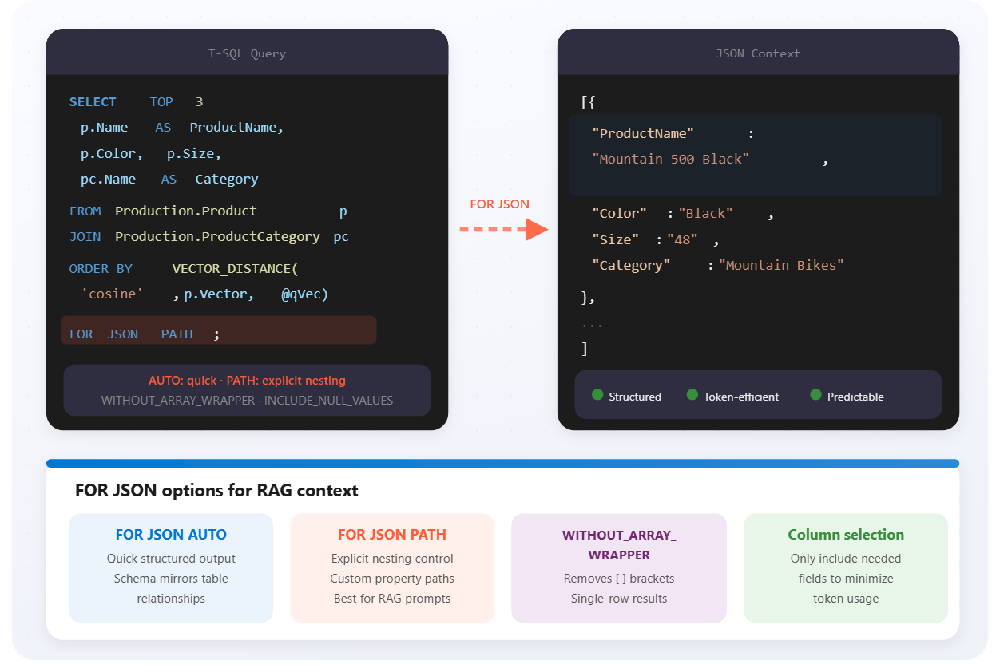 T-SQL Query
SELECT TOP 3
p.Name AS ProductName,
p.Color, p.Size,
pc.Name AS Category
FROM Production.Product p
JOIN Production.ProductCategory pc
ORDER BY VECTOR_DISTANCE(
'cosine' , p.Vector, @qVec)
FOR JSON PATH ;
AUTO: quick · PATH: explicit nesting
WITHOUT_ARRAY_WRAPPER · INCLUDE_NULL_VALUES
FOR JSON
JSON Context
[{
"ProductName" :
"Mountain-500 Black" ,
"Color" : "Black" ,
"Size" : "48" ,
"Category" : "Mountain Bikes"
},
...
]
Structured
Token-efficient
Predictable
FOR JSON options for RAG context
FOR JSON AUTO
Quick structured output
Schema mirrors table
relationships
FOR JSON PATH
Explicit nesting control
Custom property paths
Best for RAG prompts
WITHOUT_ARRAY_
WRAPPER
Removes [ ] brackets
Single-row results
Column selection
Only include needed
fields to minimize
token usage